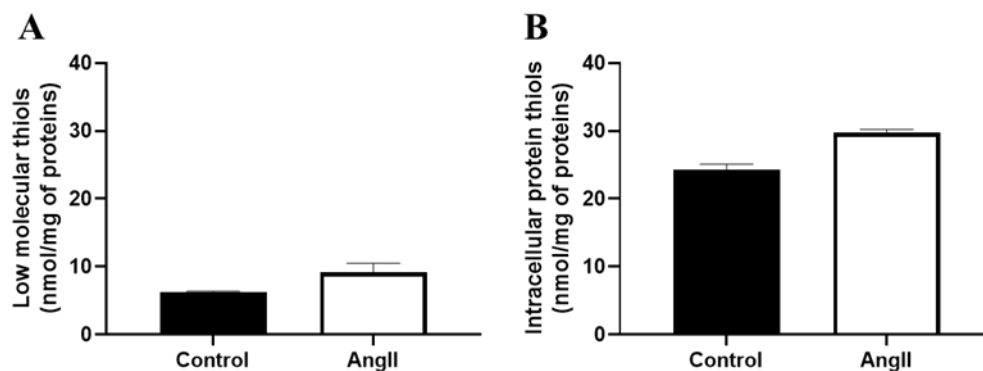 A
Low molecular thiols
(nmol/mg of proteins)
40
30
20
10
0
Control
AngII
B
Intracellular protein thiols
(nmol/mg of proteins)
40
30
20
10
0
Control
AngII